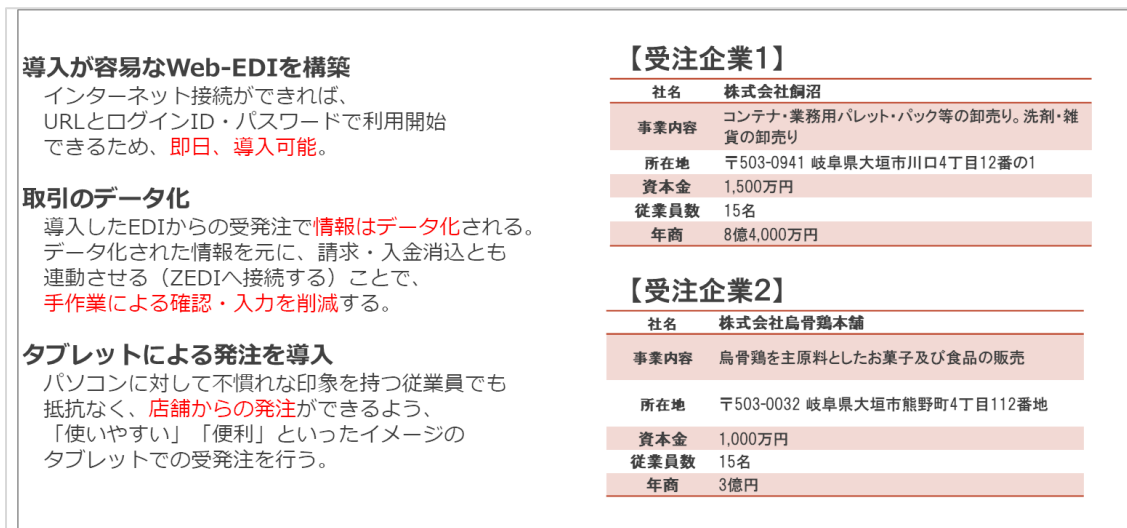 導入が容易なWeb-EDIを構築
インターネット接続ができれば、
URLとログインID・パスワードで利用開始
できるため、即日、導入可能。
取引のデータ化
導入したEDIからの受発注で情報はデータ化される。
データ化された情報を元に、請求・入金消込とも
連動させる（ZEDIへ接続する）ことで、
手作業による確認・入力を削減する。
タブレットによる発注を導入
パソコンに対して不慣れな印象を持つ従業員でも
抵抗なく、店舗からの発注ができるよう、
「使いやすい」「便利」といったイメージの
タブレットでの受発注を行う。
【受注企業1】
社名 株式会社飼沼
事業内容 コンテナ・業務用パレット・パック等の卸売り。洗剤・雑
貨の卸売り
所在地 〒503-0941 岐阜県大垣市川口4丁目12番の1
資本金 1,500万円
従業員数 15名
年商 8億4,000万円
【受注企業2】
社名 株式会社烏骨鶏本舗
事業内容 烏骨鶏を主原料としたお菓子及び食品の販売
所在地 〒503-0032 岐阜県大垣市熊野町4丁目112番地
資本金 1,000万円
従業員数 15名
年商 3億円